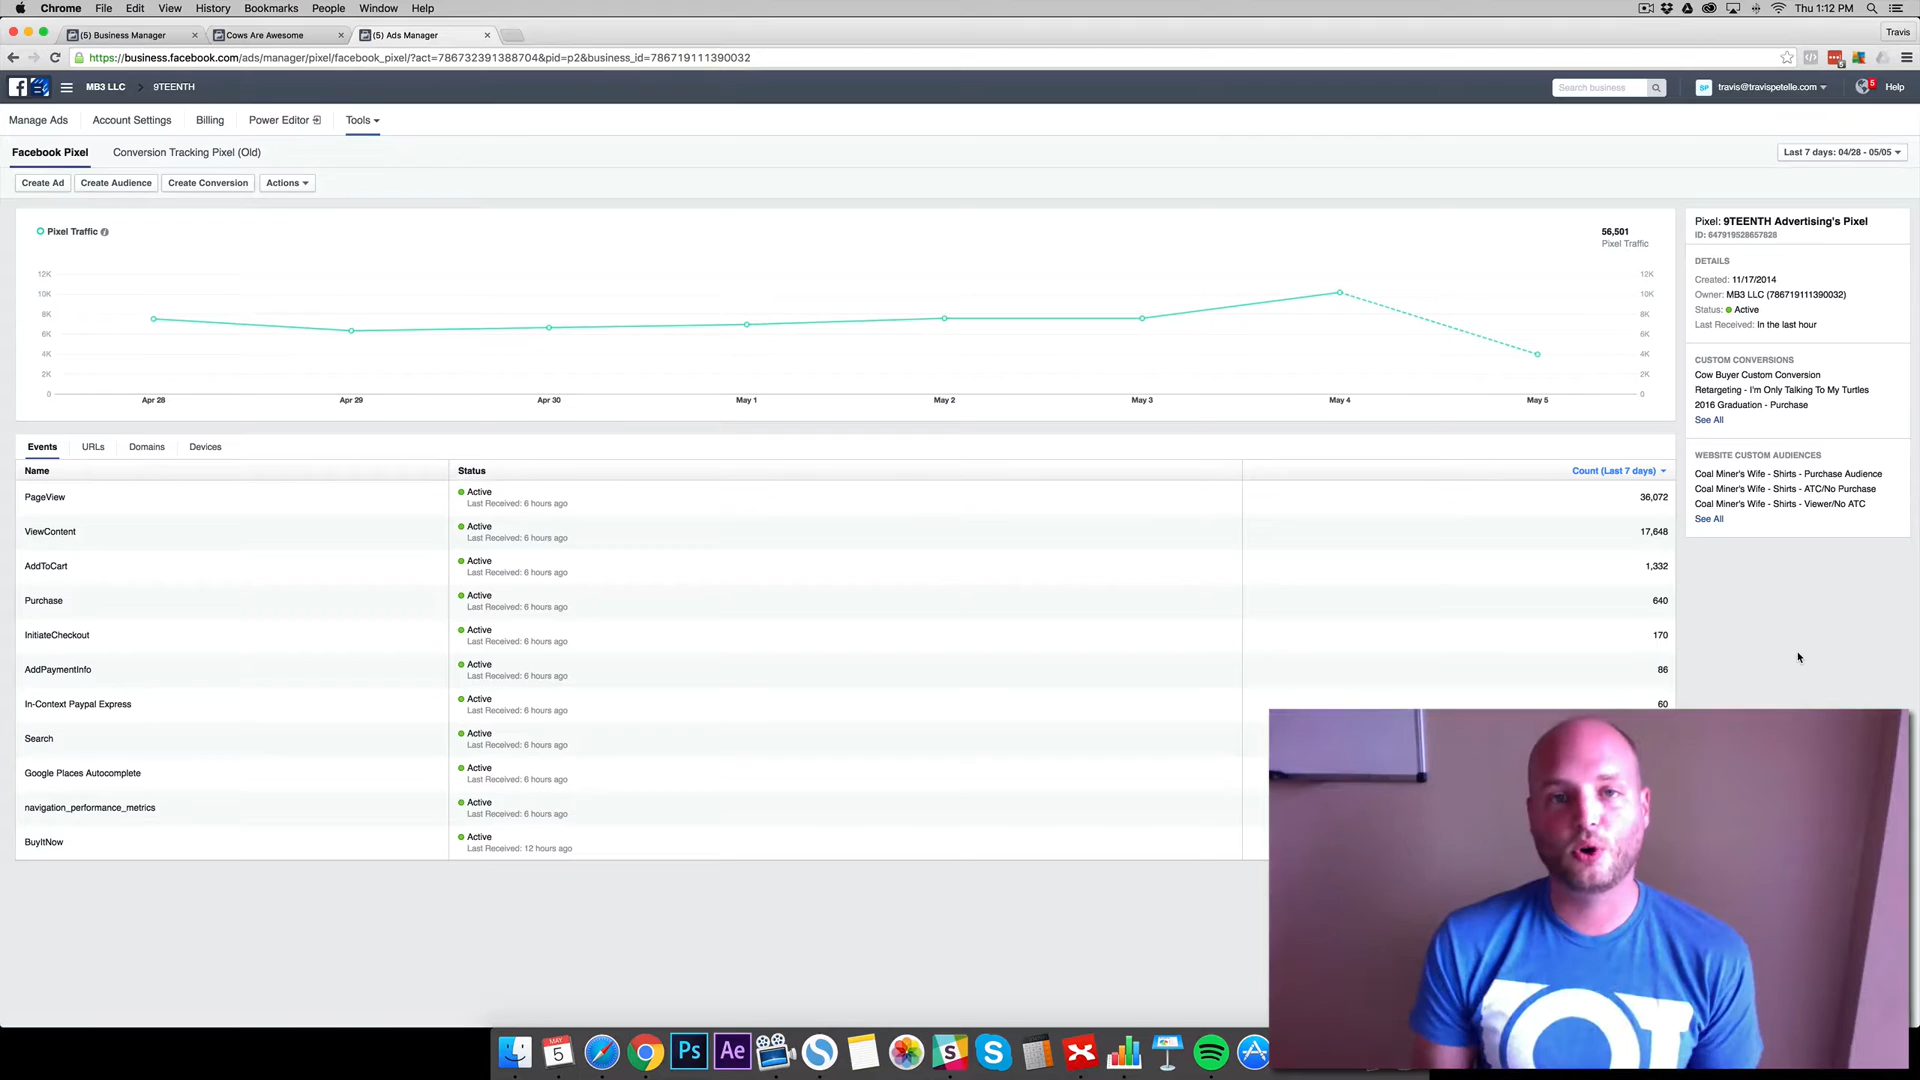 Chrome File Edit View History Bookmarks People Window Help Thu 1:12 PM
(5) Business Manager Cows Are Awesome (5) Ads Manager Travis
https://business.facebook.com/ads/manager/pixel/facebook_pixel/?act=786732391388704&pid=p2&business_id=786719111390032
MB3 LLC > 9TEENTH Search business SP travis@travispetelle.com 5 Help
Manage Ads Account Settings Billing Power Editor Tools
Facebook Pixel Conversion Tracking Pixel (Old) Last 7 days: 04/28 - 05/05
Create Ad Create Audience Create Conversion Actions
Pixel Traffic 56,501
Pixel Traffic
12K 12K
10K 10K
8K 8K
6K 6K
4K 4K
2K 2K
0 0
Apr 28 Apr 29 Apr 30 May 1 May 2 May 3 May 4 May 5
Pixel: 9TEENTH Advertising's Pixel
ID: 647919528657828
DETAILS
Created: 11/17/2014
Owner: MB3 LLC (786719111390032)
Status: Active
Last Received: In the last hour
CUSTOM CONVERSIONS
Cow Buyer Custom Conversion
Retargeting - I'm Only Talking To My Turtles
2016 Graduation - Purchase
See All
WEBSITE CUSTOM AUDIENCES
Coal Miner's Wife - Shirts - Purchase Audience
Coal Miner's Wife - Shirts - ATC/No Purchase
Coal Miner's Wife - Shirts - Viewer/No ATC
See All
Events URLs Domains Devices
Name Status Count (Last 7 days)
PageView Active 36,072
Last Received: 6 hours ago
ViewContent Active 17,648
Last Received: 6 hours ago
AddToCart Active 1,332
Last Received: 6 hours ago
Purchase Active 640
Last Received: 6 hours ago
InitiateCheckout Active 170
Last Received: 6 hours ago
AddPaymentInfo Active 86
Last Received: 6 hours ago
In-Context Paypal Express Active 60
Last Received: 6 hours ago
Search Active
Last Received: 6 hours ago
Google Places Autocomplete Active
Last Received: 6 hours ago
navigation_performance_metrics Active
Last Received: 6 hours ago
BuyItNow Active
Last Received: 12 hours ago
MAY
5
Ps
Ae